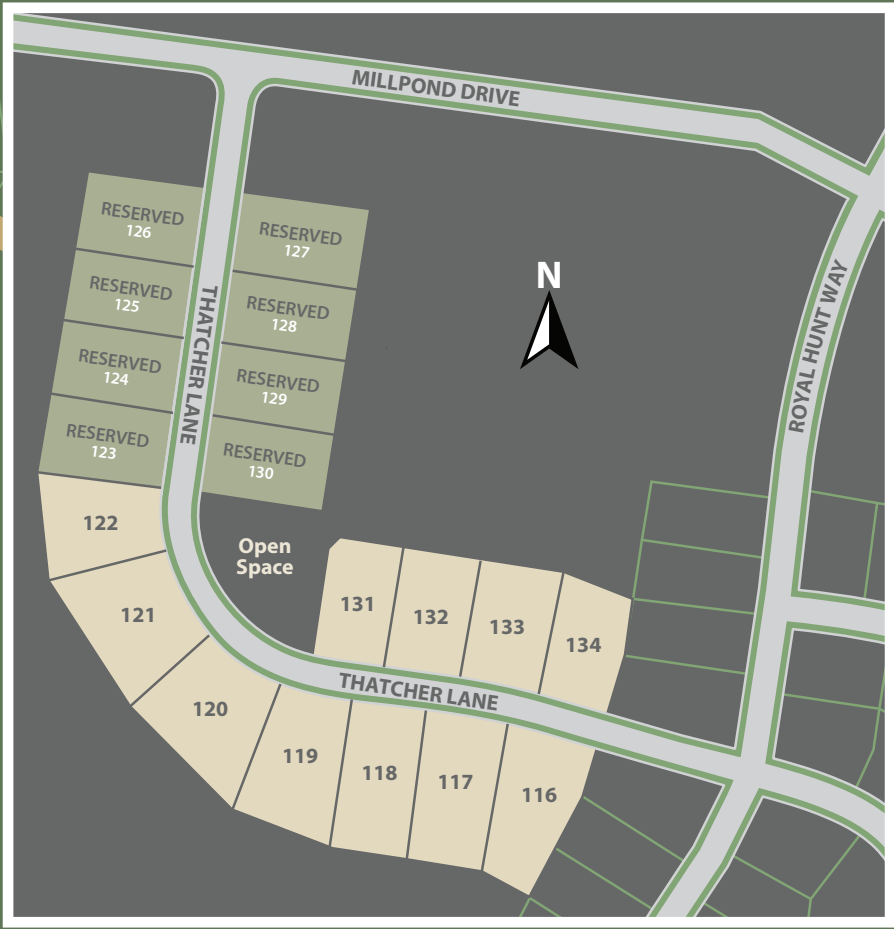 MILLPOND DRIVE
RESERVED
126
RESERVED
127
RESERVED
125
RESERVED
128
RESERVED
124
RESERVED
129
RESERVED
123
RESERVED
130
THATCHER LANE
N
ROYAL HUNT WAY
122
Open
Space
121
131
132
133
134
120
THATCHER LANE
119
118
117
116